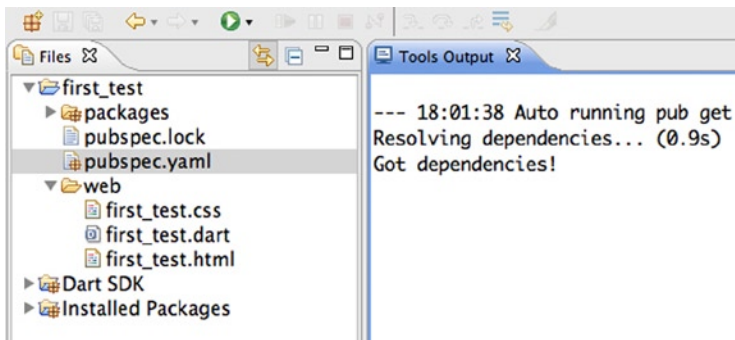 Files
first_test
packages
pubspec.lock
pubspec.yaml
web
first_test.css
first_test.dart
first_test.html
Dart SDK
Installed Packages
Tools Output
--- 18:01:38 Auto running pub get
Resolving dependencies... (0.9s)
Got dependencies!